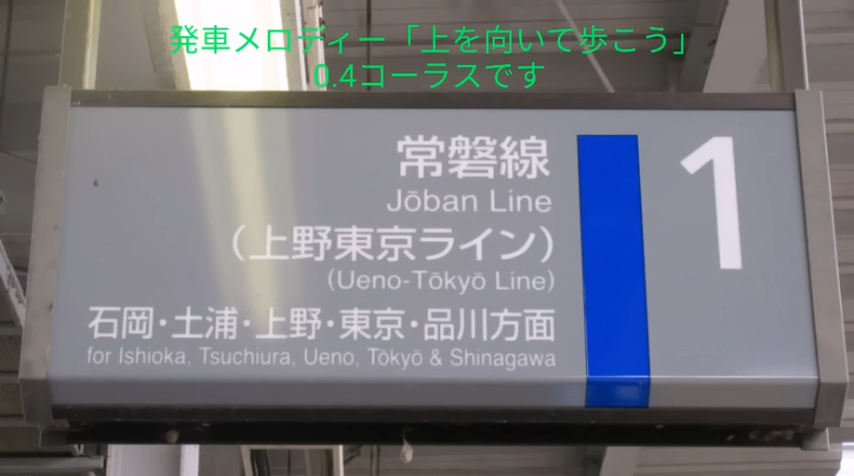 発車メロディー「上を向いて歩こう」
0.4コーラスです
常磐線
Jōban Line
(上野東京ライン)
(Ueno-Tōkyō Line)
石岡・土浦・上野・東京・品川方面
for Ishioka, Tsuchiura, Ueno, Tōkyō & Shinagawa
1